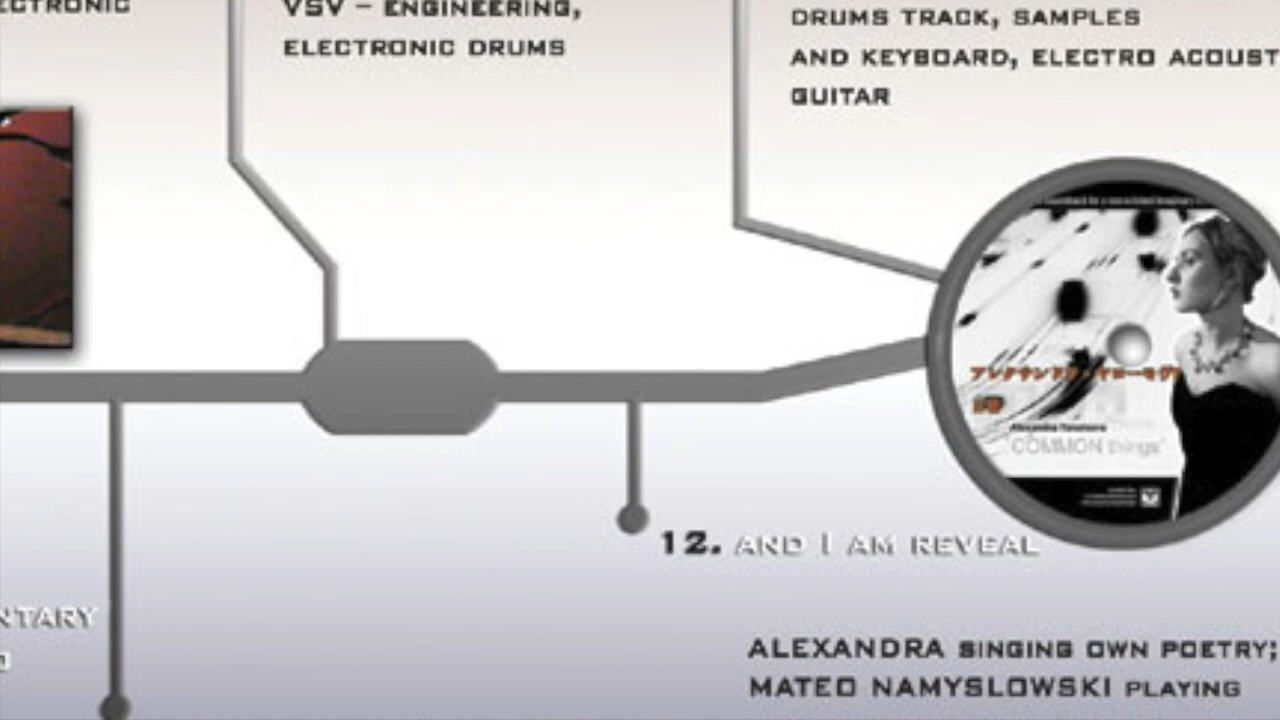 ECTRONIC
VSV – ENGINEERING,
ELECTRONIC DRUMS
DRUMS TRACK, SAMPLES
AND KEYBOARD, ELECTRO ACOUST
GUITAR
COMMON things"
12. AND I AM REVEAL
NTARY
ALEXANDRA SINGING OWN POETRY;
MATEO NAMYSLOWSKI PLAYING